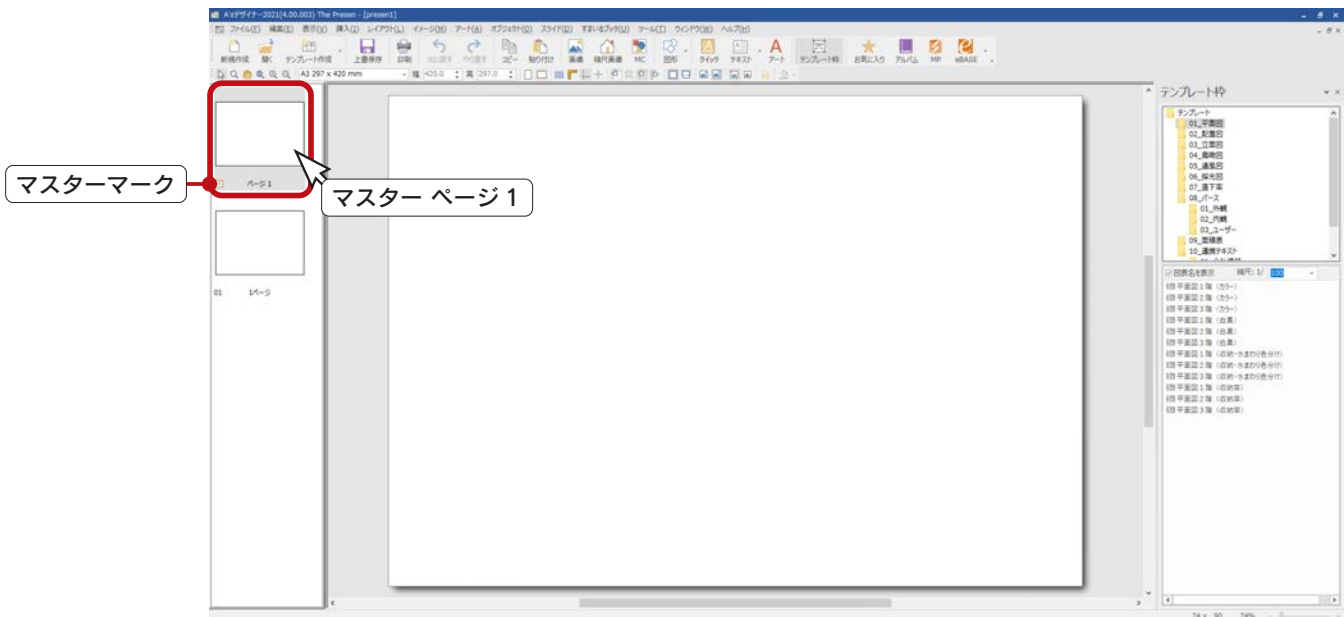 A'sデザイナー2021(4.00.003) The Presen - [presen1]
ファイル(F) 編集(E) 表示(V) 挿入(I) レイアウト(L) イメージ(M) アート(A) オブジェクト(O) スライド(D) すまいるブック(U) ツール(T) ウィンドウ(W) ヘルプ(H)
新規作成 開く テンプレート作成 上書保存 印刷 元に戻す やり直す コピー 貼り付け 画像 縮尺画像 MC 図形 クイック テキスト アート テンプレート枠 お気に入り アルバム MP eBASE
A3 297 x 420 mm 幅 420.0 高 297.0
マスターマーク
ページ 1
マスター ページ 1
01 1ページ
テンプレート枠
テンプレート
01_平面図
02_配置図
03_立面図
04_鳥瞰図
05_通風図
06_採光図
07_直下率
08_パース
01_外観
02_内観
03_ユーザー
09_面積表
10_連携テキスト
図表名を表示 縮尺: 1/ 100
平面図1階（カラー）
平面図2階（カラー）
平面図3階（カラー）
平面図1階（白黒）
平面図2階（白黒）
平面図3階（白黒）
平面図1階（収納・水まわり色分け）
平面図2階（収納・水まわり色分け）
平面図3階（収納・水まわり色分け）
平面図1階（収納率）
平面図2階（収納率）
平面図3階（収納率）